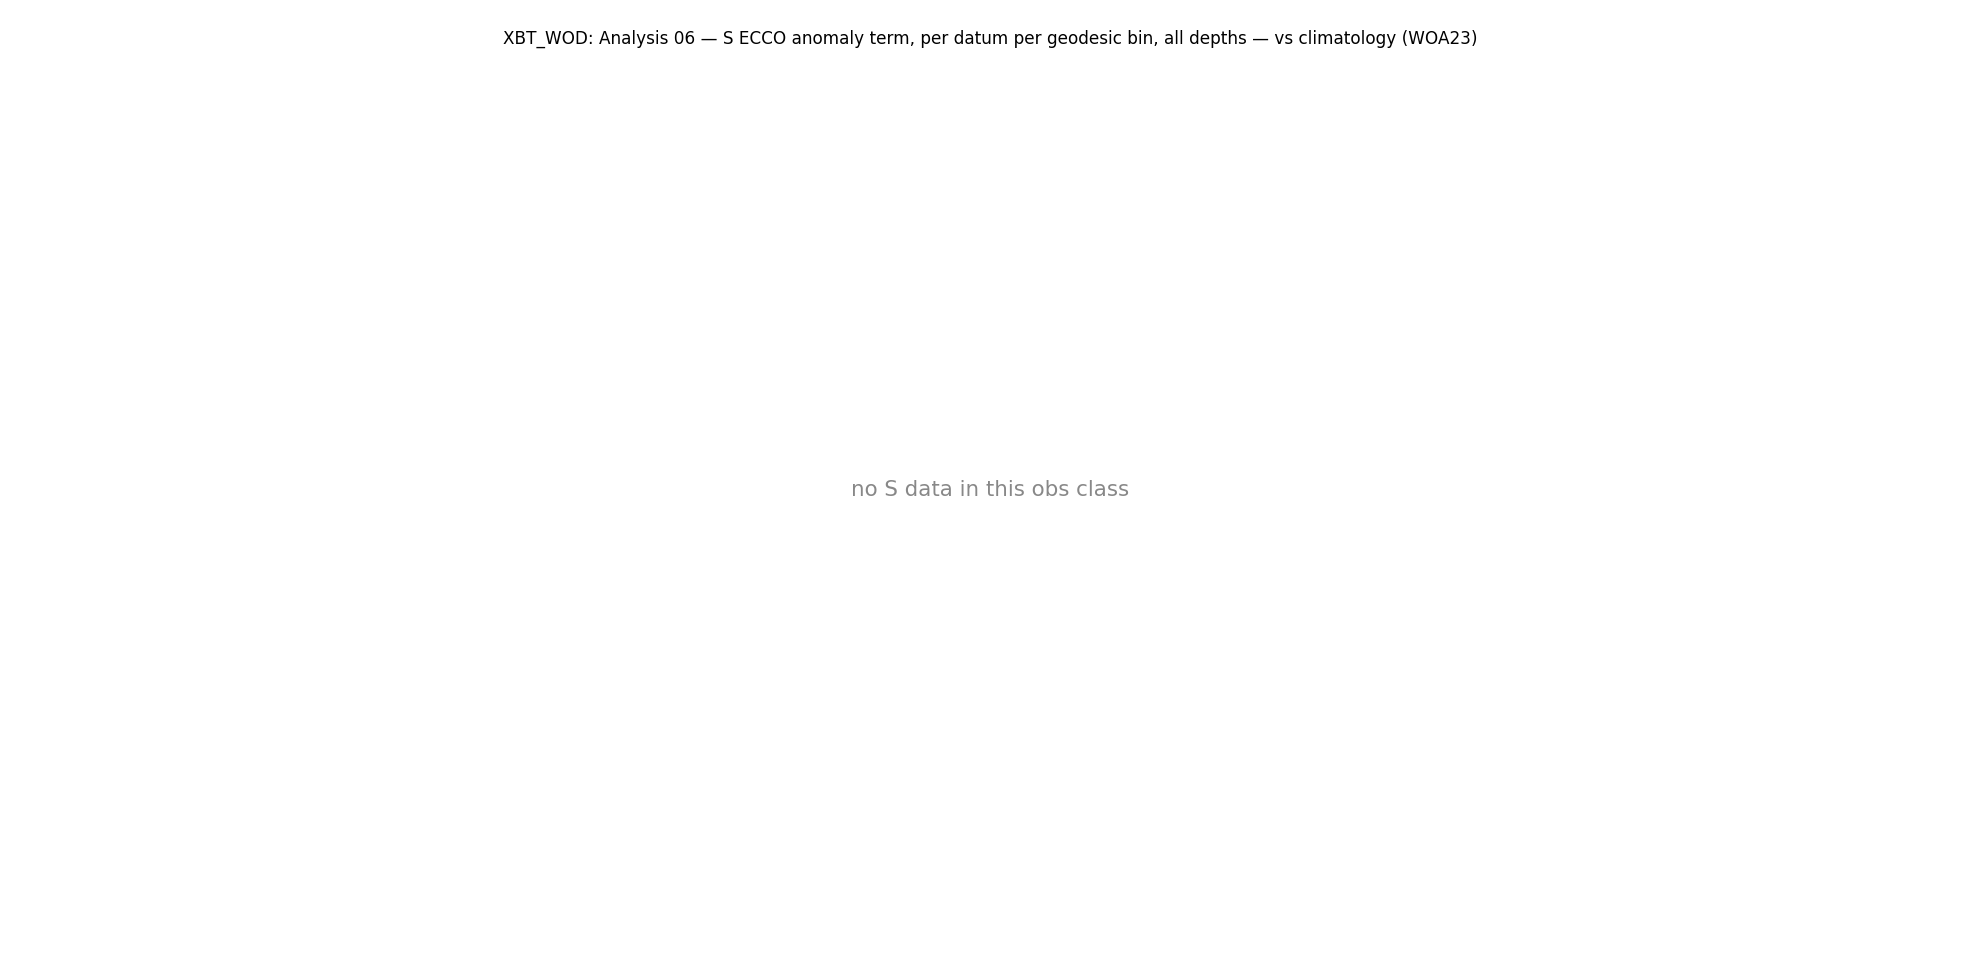 XBT_WOD: Analysis 06 — S ECCO anomaly term, per datum per geodesic bin, all depths — vs climatology (WOA23)
no S data in this obs class